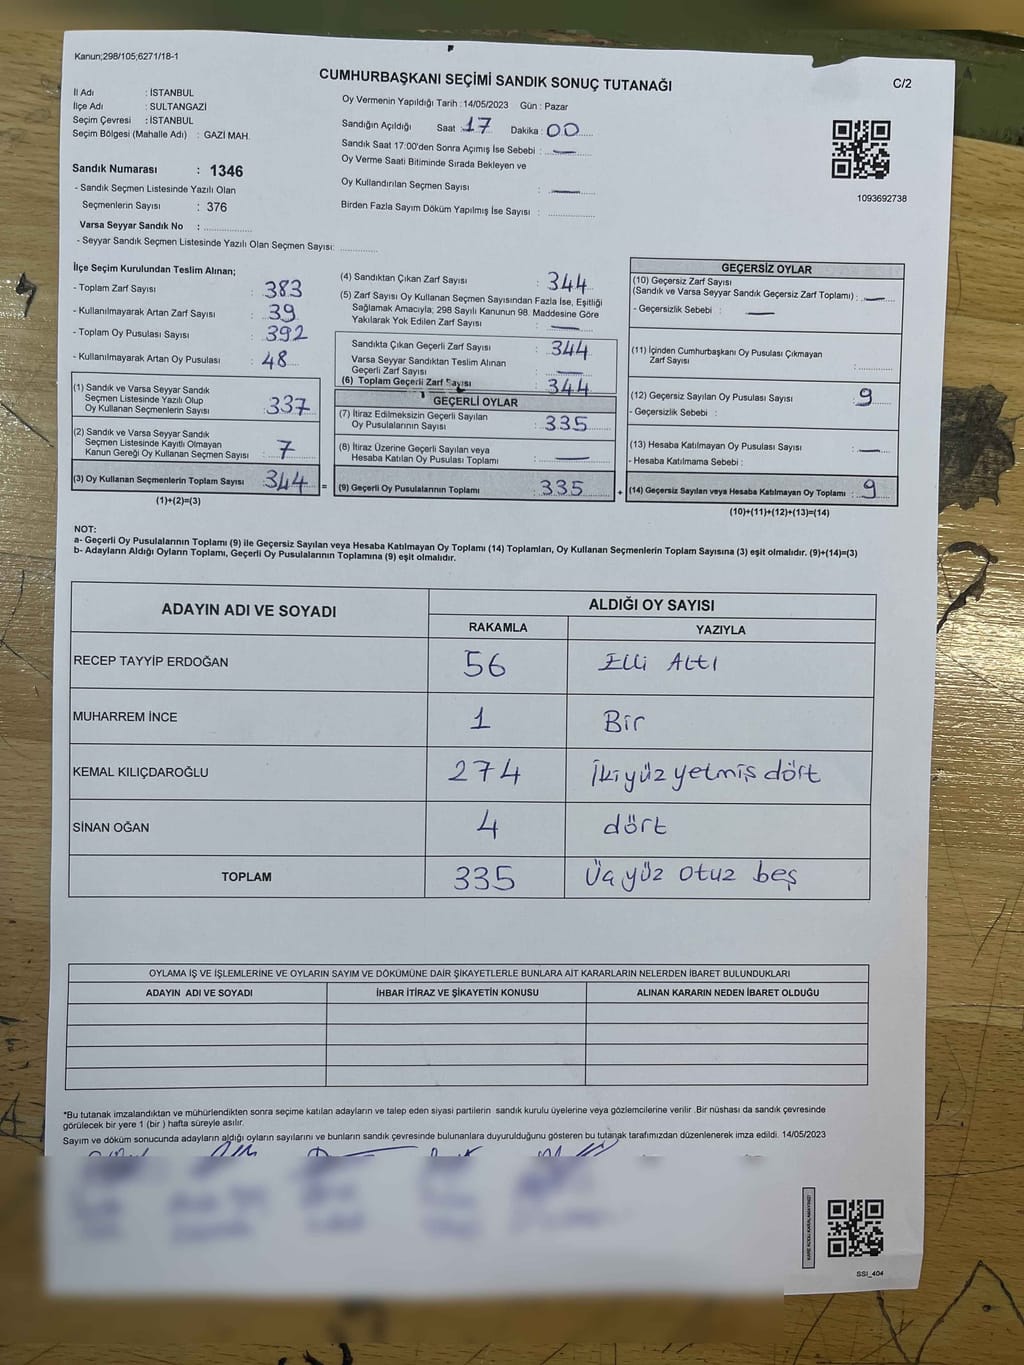 Kanun;298/105;6271/18-1
CUMHURBAŞKANI SEÇİMİ SANDIK SONUÇ TUTANAĞI
C/2
İl Adı : İSTANBUL
İlçe Adı : SULTANGAZİ
Seçim Çevresi : İSTANBUL
Seçim Bölgesi (Mahalle Adı) : GAZİ MAH.
Sandık Numarası : 1346
- Sandık Seçmen Listesinde Yazılı Olan
Seçmenlerin Sayısı : 376
Varsa Seyyar Sandık No : ...............
- Seyyar Sandık Seçmen Listesinde Yazılı Olan Seçmen Sayısı: ............
Oy Vermenin Yapıldığı Tarih : 14/05/2023 Gün : Pazar
Sandığın Açıldığı Saat : 17 Dakika : 00
Sandık Saat 17:00'den Sonra Açımış İse Sebebi : —
Oy Verme Saati Bitiminde Sırada Bekleyen ve
Oy Kullandırılan Seçmen Sayısı : —
Birden Fazla Sayım Döküm Yapılmış İse Sayısı : ...............
1093692738
İlçe Seçim Kurulundan Teslim Alınan;
- Toplam Zarf Sayısı : 383
- Kullanılmayarak Artan Zarf Sayısı : 39
- Toplam Oy Pusulası Sayısı : 392
- Kullanılmayarak Artan Oy Pusulası : 48
(1) Sandık ve Varsa Seyyar Sandık
Seçmen Listesinde Yazılı Olup
Oy Kullanan Seçmenlerin Sayısı : 337
(2) Sandık ve Varsa Seyyar Sandık
Seçmen Listesinde Kayıtlı Olmayan
Kanun Gereği Oy Kullanan Seçmen Sayısı : 7
(3) Oy Kullanan Seçmenlerin Toplam Sayısı : 344 =
(1)+(2)=(3)
(4) Sandıktan Çıkan Zarf Sayısı : 344
(5) Zarf Sayısı Oy Kullanan Seçmen Sayısından Fazla İse, Eşitliği
Sağlamak Amacıyla; 298 Sayılı Kanunun 98. Maddesine Göre
Yakılarak Yok Edilen Zarf Sayısı : —
Sandıkta Çıkan Geçerli Zarf Sayısı : 344
Varsa Seyyar Sandıktan Teslim Alınan
Geçerli Zarf Sayısı : —
(6) Toplam Geçerli Zarf Sayısı : 344
GEÇERLİ OYLAR
(7) İtiraz Edilmeksizin Geçerli Sayılan
Oy Pusulalarının Sayısı : 335
(8) İtiraz Üzerine Geçerli Sayılan veya
Hesaba Katılan Oy Pusulası Toplamı : —
(9) Geçerli Oy Pusulalarının Toplamı : 335 +
GEÇERSİZ OYLAR
(10) Geçersiz Zarf Sayısı
(Sandık ve Varsa Seyyar Sandık Geçersiz Zarf Toplamı) : —
- Geçersizlik Sebebi : —
(11) İçinden Cumhurbaşkanı Oy Pusulası Çıkmayan
Zarf Sayısı : ............
(12) Geçersiz Sayılan Oy Pusulası Sayısı : 9
- Geçersizlik Sebebi :
(13) Hesaba Katılmayan Oy Pusulası Sayısı : —
- Hesaba Katılmama Sebebi :
(14) Geçersiz Sayılan veya Hesaba Katılmayan Oy Toplamı : 9
(10)+(11)+(12)+(13)=(14)
NOT:
a- Geçerli Oy Pusulalarının Toplamı (9) ile Geçersiz Sayılan veya Hesaba Katılmayan Oy Toplamı (14) Toplamları, Oy Kullanan Seçmenlerin Toplam Sayısına (3) eşit olmalıdır. (9)+(14)=(3)
b- Adayların Aldığı Oyların Toplamı, Geçerli Oy Pusulalarının Toplamına (9) eşit olmalıdır.
ADAYIN ADI VE SOYADI
ALDIĞI OY SAYISI
RAKAMLA YAZIYLA
RECEP TAYYİP ERDOĞAN 56 Elli Altı
MUHARREM İNCE 1 Bir
KEMAL KILIÇDAROĞLU 274 İkiyüz yetmiş dört
SİNAN OĞAN 4 dört
TOPLAM 335 Üçyüz otuz beş
OYLAMA İŞ VE İŞLEMLERİNE VE OYLARIN SAYIM VE DÖKÜMÜNE DAİR ŞİKAYETLERLE BUNLARA AİT KARARLARIN NELERDEN İBARET BULUNDUKLARI
ADAYIN ADI VE SOYADI İHBAR İTİRAZ VE ŞİKAYETİN KONUSU ALINAN KARARIN NEDEN İBARET OLDUĞU
*Bu tutanak imzalandıktan ve mühürlendikten sonra seçime katılan adayların ve talep eden siyasi partilerin sandık kurulu üyelerine veya gözlemcilerine verilir .Bir nüshası da sandık çevresinde
görülecek bir yere 1 (bir ) hafta süreyle asılır.
Sayım ve döküm sonucunda adayların aldığı oyların sayılarını ve bunların sandık çevresinde bulunanlara duyurulduğunu gösteren bu tutanak tarafımızdan düzenlenerek imza edildi. 14/05/2023
SSİ_404